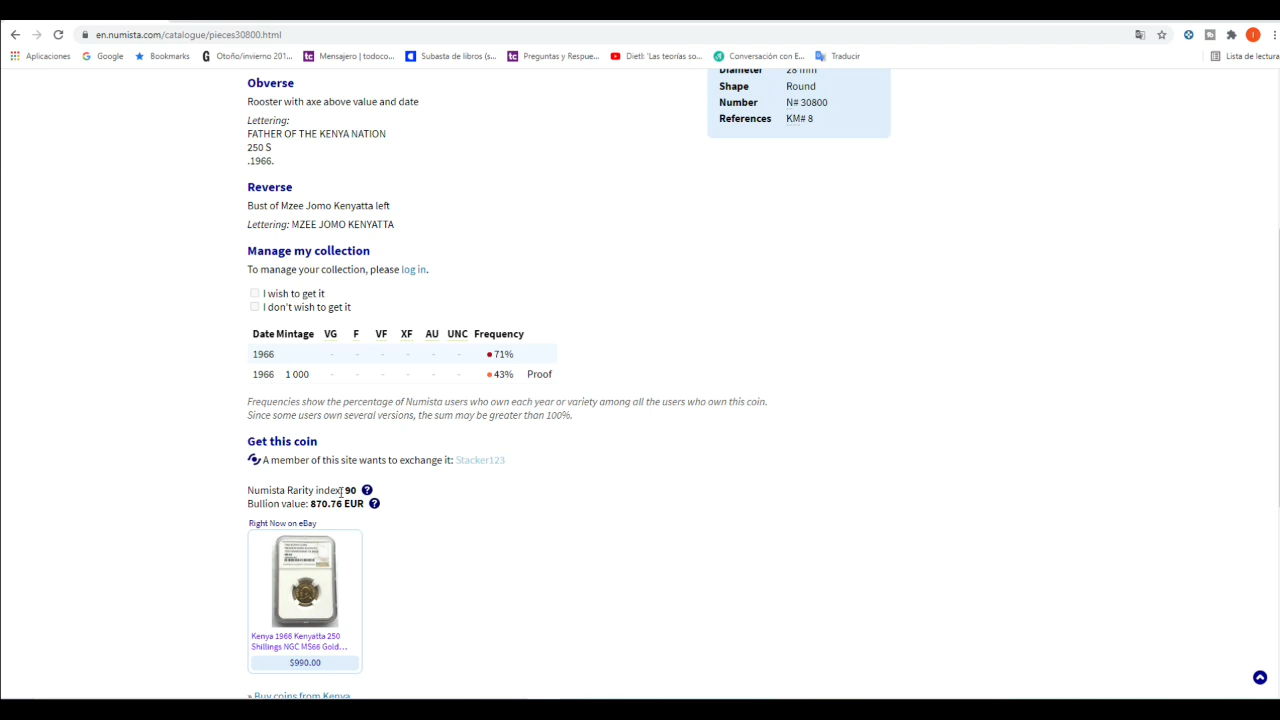 en.numista.com/catalogue/pieces30800.html
Aplicaciones Google Bookmarks Otoño/invierno 201... Mensajero | todoco... Subasta de libros (s... Preguntas y Respue... Dietl: 'Las teorías so... Conversación con E... Traducir Lista de lectura
Obverse
Rooster with axe above value and date
Lettering:
FATHER OF THE KENYA NATION
250 S
.1966.
Diameter 28 mm
Shape Round
Number N# 30800
References KM# 8
Reverse
Bust of Mzee Jomo Kenyatta left
Lettering: MZEE JOMO KENYATTA
Manage my collection
To manage your collection, please log in.
I wish to get it
I don't wish to get it
Date Mintage VG F VF XF AU UNC Frequency
1966 - - - - - - 71%
1966 1 000 - - - - - - 43% Proof
Frequencies show the percentage of Numista users who own each year or variety among all the users who own this coin.
Since some users own several versions, the sum may be greater than 100%.
Get this coin
A member of this site wants to exchange it: Stacker123
Numista Rarity index: 90 ?
Bullion value: 870.76 EUR ?
Right Now on eBay
Kenya 1966 Kenyatta 250
Shillings NGC MS66 Gold...
$990.00
» Buy coins from Kenya